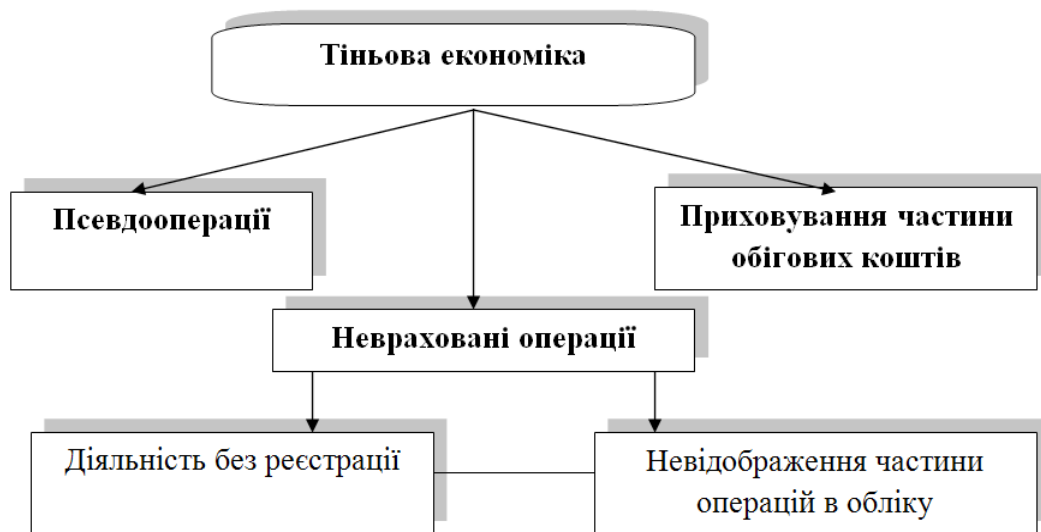 Тіньова економіка
Псевдооперації
Приховування частини
обігових коштів
Невраховані операції
Діяльність без реєстрації
Невідображення частини
операцій в обліку